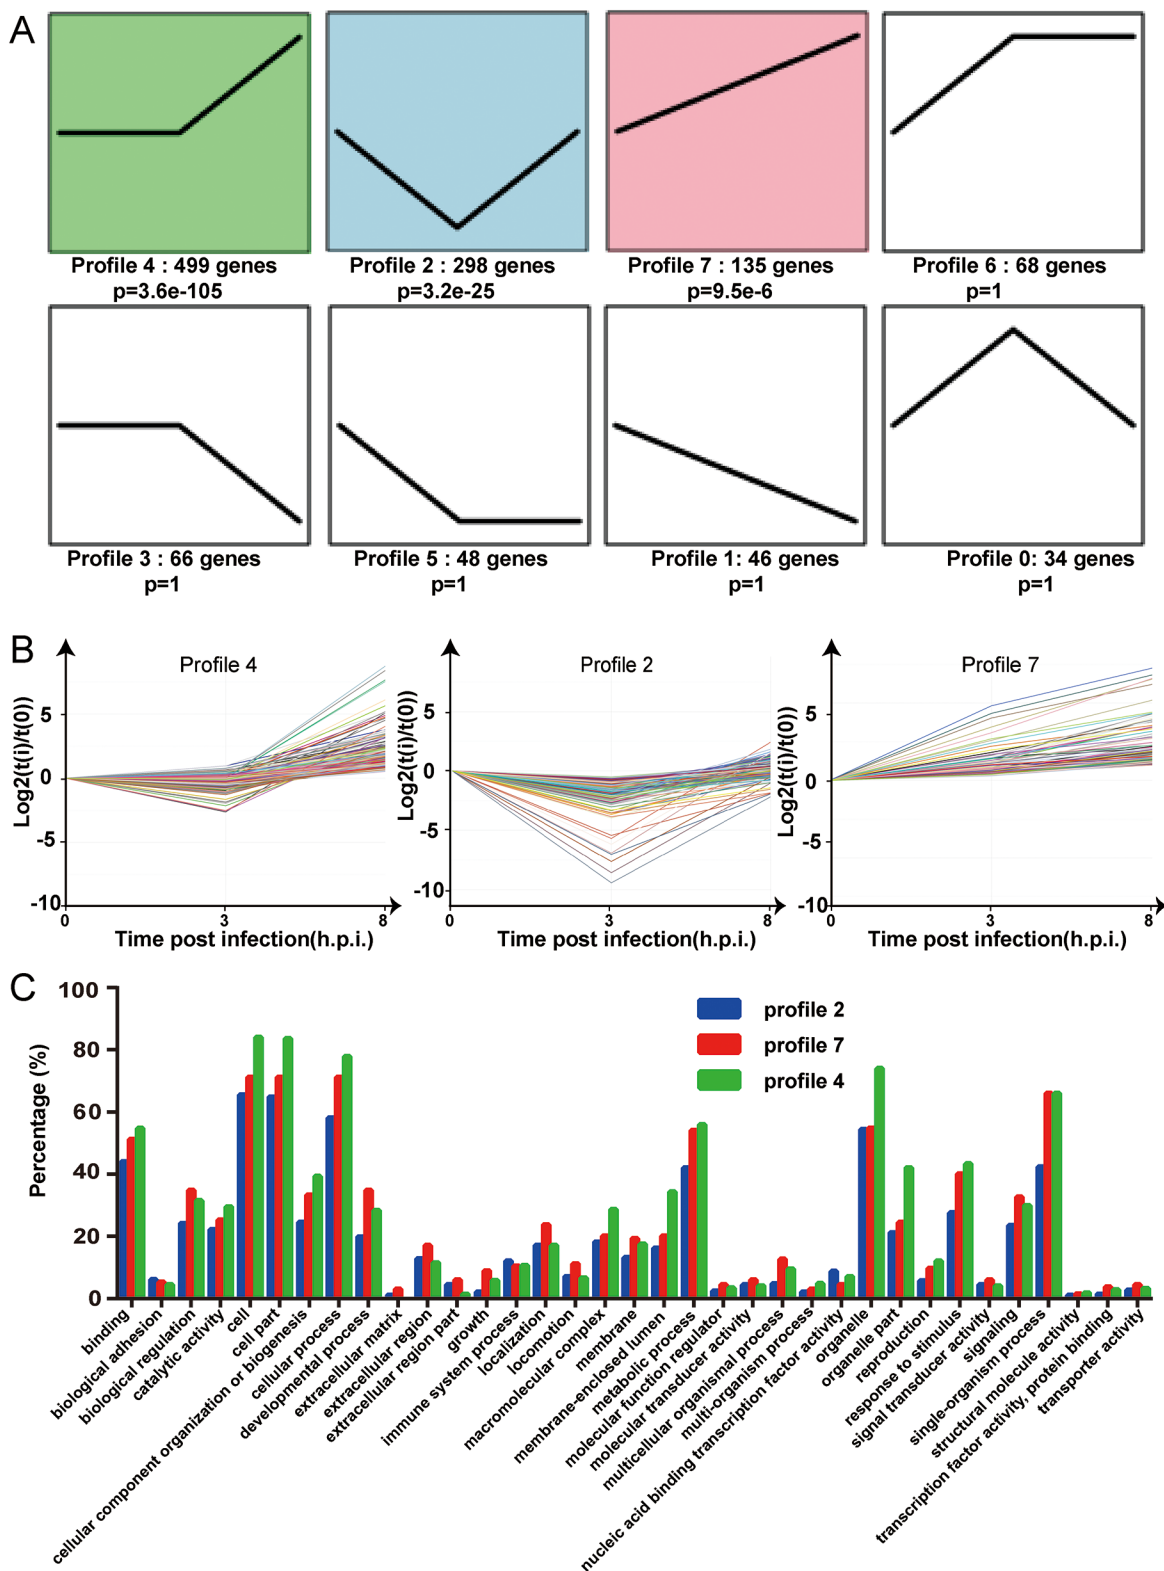 A
Profile 4 : 499 genes
p=3.6e-105
Profile 2 : 298 genes
p=3.2e-25
Profile 7 : 135 genes
p=9.5e-6
Profile 6 : 68 genes
p=1
Profile 3 : 66 genes
p=1
Profile 5 : 48 genes
p=1
Profile 1: 46 genes
p=1
Profile 0: 34 genes
p=1
B
Profile 4
Log2(t(i)/t(0))
5
0
-5
-10
0
3
8
Time post infection(h.p.i.)
Profile 2
Log2(t(i)/t(0))
5
0
-5
-10
0
3
8
Time post infection(h.p.i.)
Profile 7
Log2(t(i)/t(0))
5
0
-5
0
3
8
Time post infection(h.p.i.)
C
Percentage (%)
100
80
60
40
20
0
profile 2
profile 7
profile 4
binding
biological adhesion
biological regulation
catalytic activity
cell
cell part
cellular component organization or biogenesis
cellular process
developmental process
extracellular matrix
extracellular region
extracellular region part
growth
immune system process
localization
locomotion
macromolecular complex
membrane
membrane-enclosed lumen
metabolic process
molecular function regulator
molecular transducer activity
multicellular organismal process
multi-organism process
nucleic acid binding transcription factor activity
organelle
organelle part
reproduction
response to stimulus
signal transducer activity
signaling
single-organism process
structural molecule activity
transcription factor activity, protein binding
transporter activity